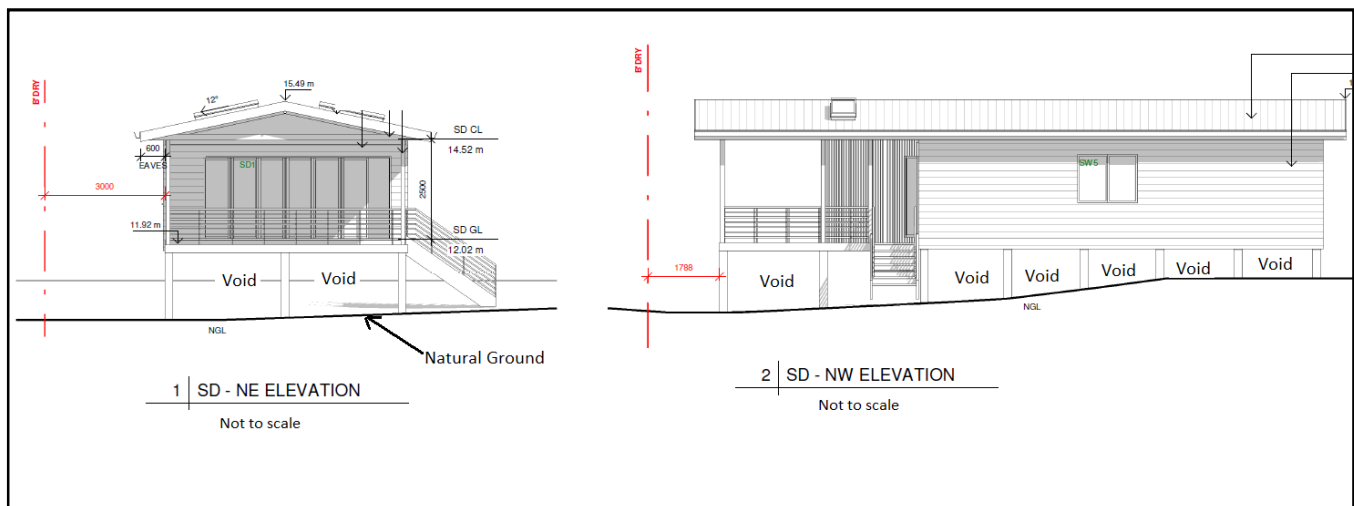 B'DRY
12°
15.49 m
SD CL
14.52 m
600
EAVES
SD1
3000
2500
11.92 m
SD GL
12.02 m
Void
Void
NGL
Natural Ground
1 SD - NE ELEVATION
Not to scale
B'DRY
SW5
1788
Void
Void
Void
Void
Void
Void
NGL
2 SD - NW ELEVATION
Not to scale